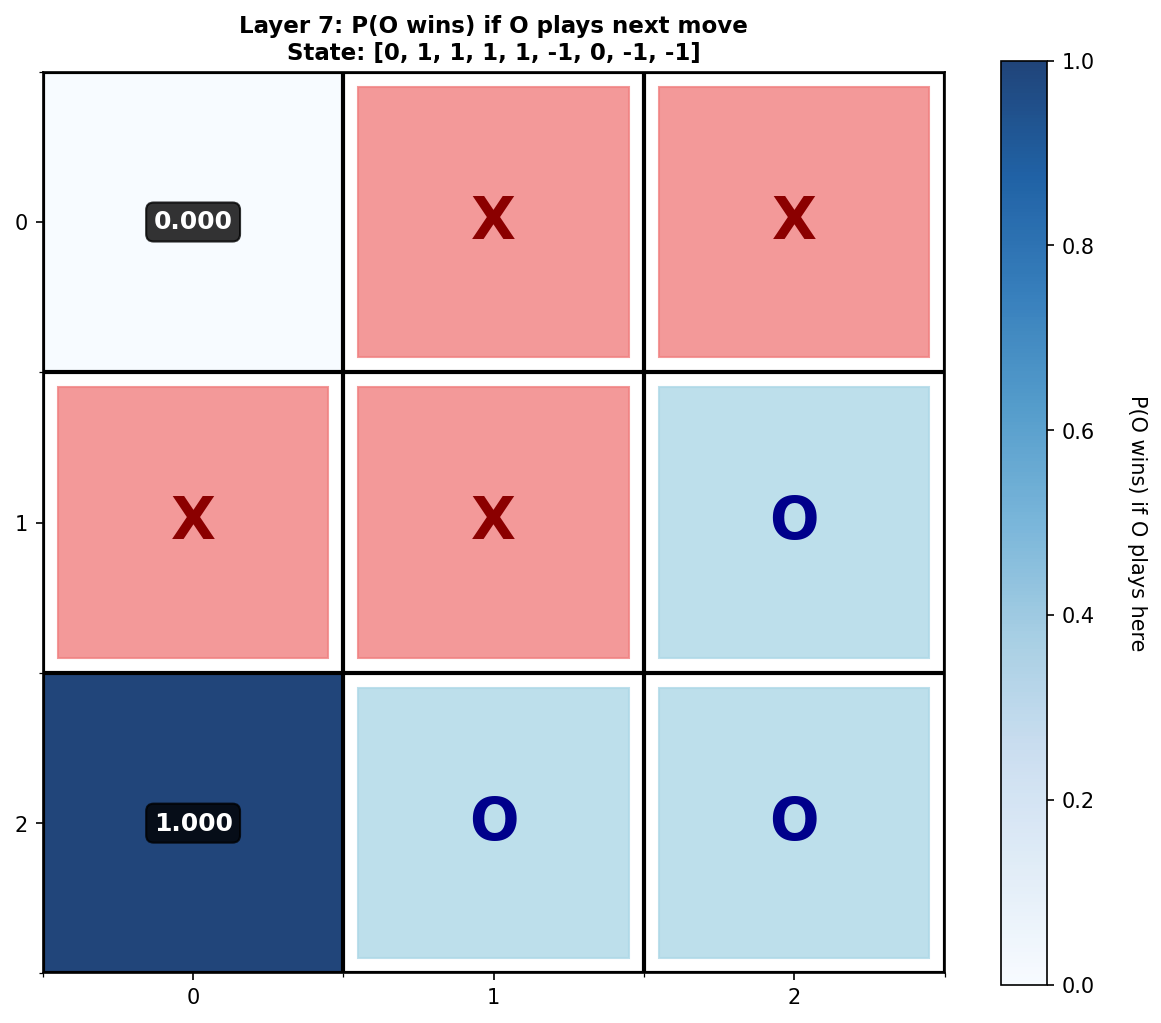 Layer 7: P(O wins) if O plays next move
State: [0, 1, 1, 1, 1, -1, 0, -1, -1]
0
0.000
X
X
1
X
X
O
2
1.000
O
O
0
1
2
1.0
0.8
0.6
0.4
0.2
0.0
P(O wins) if O plays here